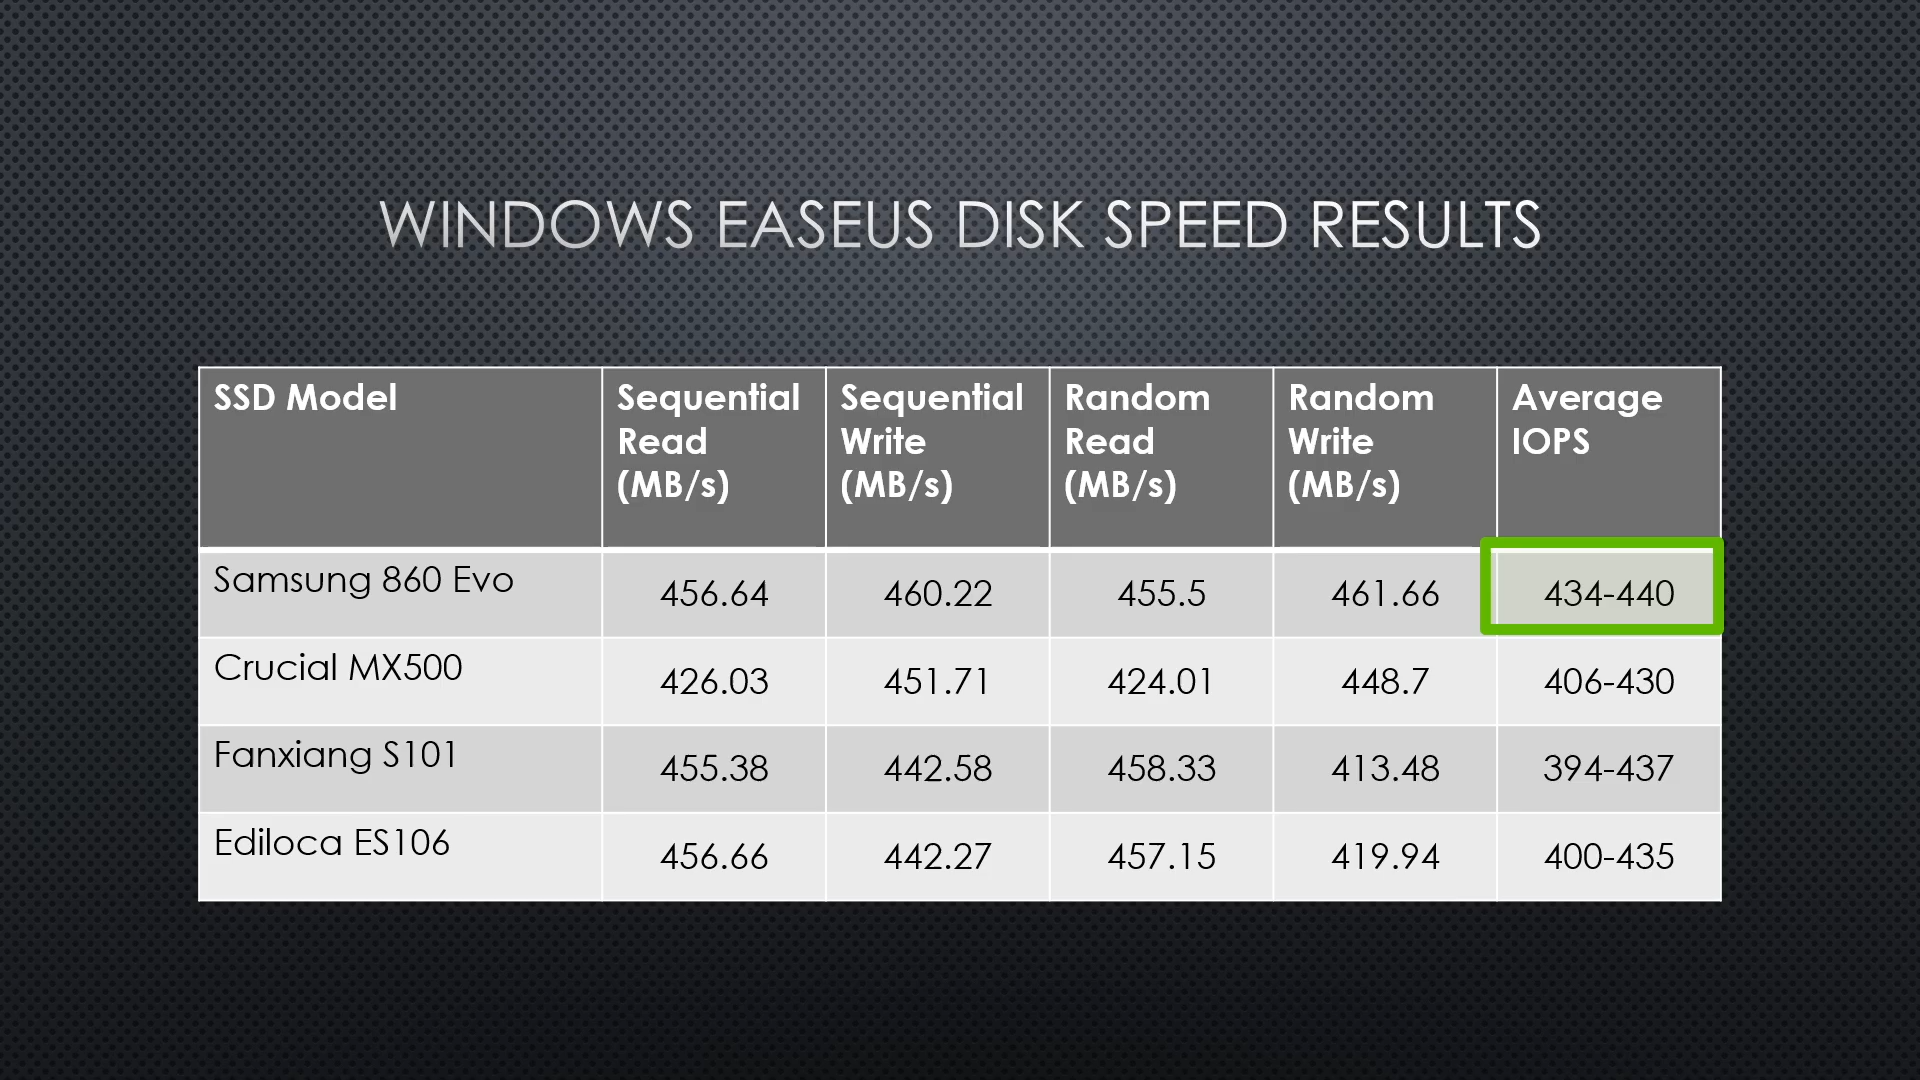 WINDOWS EASEUS DISK SPEED RESULTS
SSD Model Sequential Read (MB/s) Sequential Write (MB/s) Random Read (MB/s) Random Write (MB/s) Average IOPS
Samsung 860 Evo 456.64 460.22 455.5 461.66 434-440
Crucial MX500 426.03 451.71 424.01 448.7 406-430
Fanxiang S101 455.38 442.58 458.33 413.48 394-437
Ediloca ES106 456.66 442.27 457.15 419.94 400-435